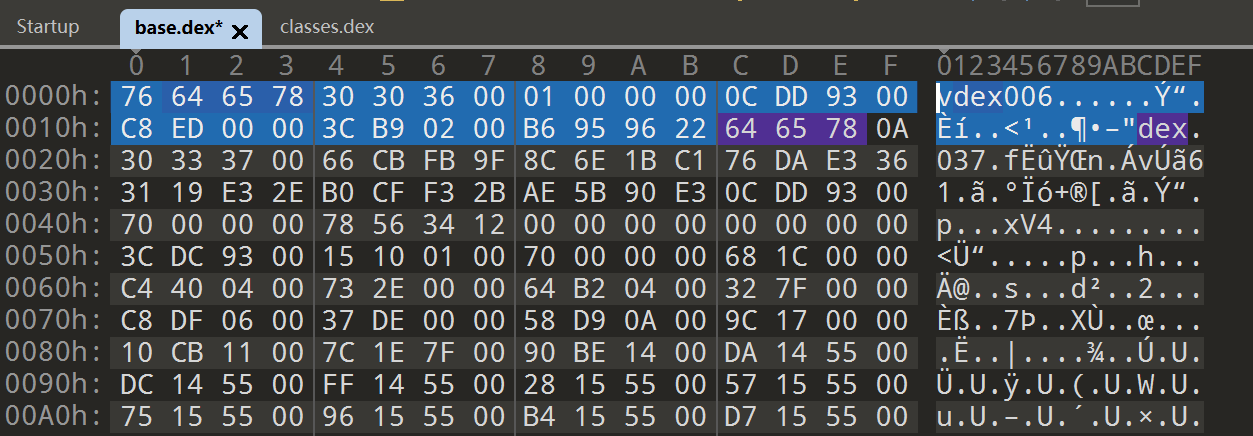 Startup base.dex* × classes.dex
0 1 2 3 4 5 6 7 8 9 A B C D E F 0123456789ABCDEF
0000h: 76 64 65 78 30 30 36 00 01 00 00 00 0C DD 93 00 vdex006......Ý“.
0010h: C8 ED 00 00 3C B9 02 00 B6 95 96 22 64 65 78 0A Èí..<¹..¶•–"dex.
0020h: 30 33 37 00 66 CB FB 9F 8C 6E 1B C1 76 DA E3 36 037.fËûŸŒn.ÁvÚã6
0030h: 31 19 E3 2E B0 CF F3 2B AE 5B 90 E3 0C DD 93 00 1.ã.°Ïó+®[.ã.Ý“.
0040h: 70 00 00 00 78 56 34 12 00 00 00 00 00 00 00 00 p...xV4.........
0050h: 3C DC 93 00 15 10 01 00 70 00 00 00 68 1C 00 00 <Ü“.....p...h...
0060h: C4 40 04 00 73 2E 00 00 64 B2 04 00 32 7F 00 00 Ä@..s...d²..2...
0070h: C8 DF 06 00 37 DE 00 00 58 D9 0A 00 9C 17 00 00 Èß..7Þ..XÙ..œ...
0080h: 10 CB 11 00 7C 1E 7F 00 90 BE 14 00 DA 14 55 00 .Ë..|....¾..Ú.U.
0090h: DC 14 55 00 FF 14 55 00 28 15 55 00 57 15 55 00 Ü.U.ÿ.U.(.U.W.U.
00A0h: 75 15 55 00 96 15 55 00 B4 15 55 00 D7 15 55 00 u.U.–.U.´.U.×.U.